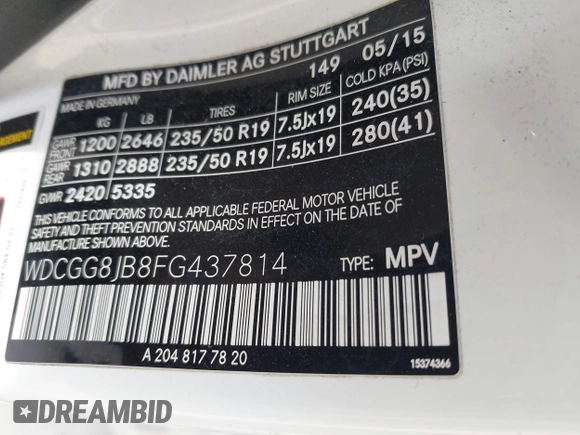 MFD BY DAIMLER AG STUTTGART
MADE IN GERMANY 149 05/15
KG LB TIRES RIM SIZE COLD KPA (PSI)
GAWR FRONT 1200 2646 235/50 R19 7.5Jx19 240(35)
GAWR REAR 1310 2888 235/50 R19 7.5Jx19 280(41)
GVWR 2420 5335
THIS VEHICLE CONFORMS TO ALL APPLICABLE FEDERAL MOTOR VEHICLE
SAFETY AND THEFT PREVENTION STANDARDS IN EFFECT ON THE DATE
OF MANUFACTURE SHOWN ABOVE.
WDCGG8JB8FG437814 TYPE: MPV
A 204 817 78 20
15374366
DREAMBID